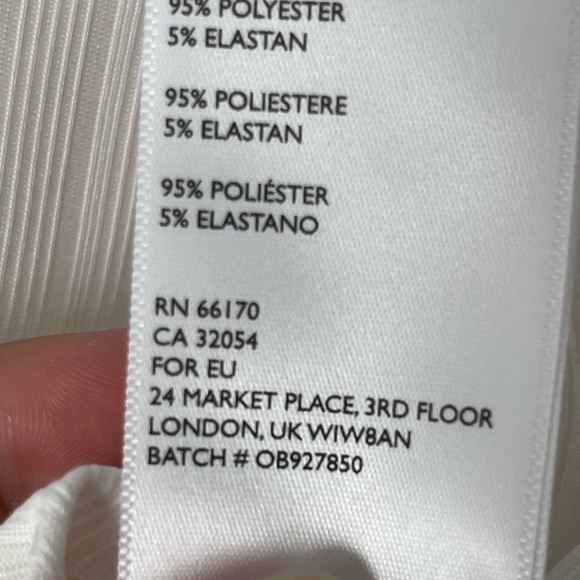 95% POLYESTER
5% ELASTAN
95% POLIESTERE
5% ELASTAN
95% POLIÉSTER
5% ELASTANO
RN 66170
CA 32054
FOR EU
24 MARKET PLACE, 3RD FLOOR
LONDON, UK W1W8AN
BATCH # OB927850